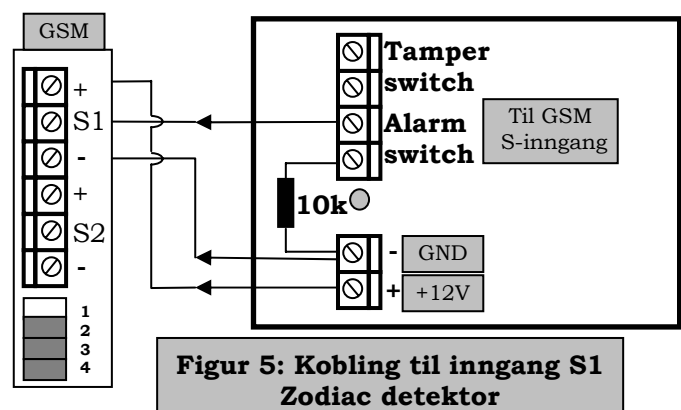 GSM
+
S1
-
+
S2
-
1
2
3
4
Tamper
switch
Alarm
switch
Til GSM
S-inngang
10k
- GND
+ +12V
Figur 5: Kobling til inngang S1
Zodiac detektor